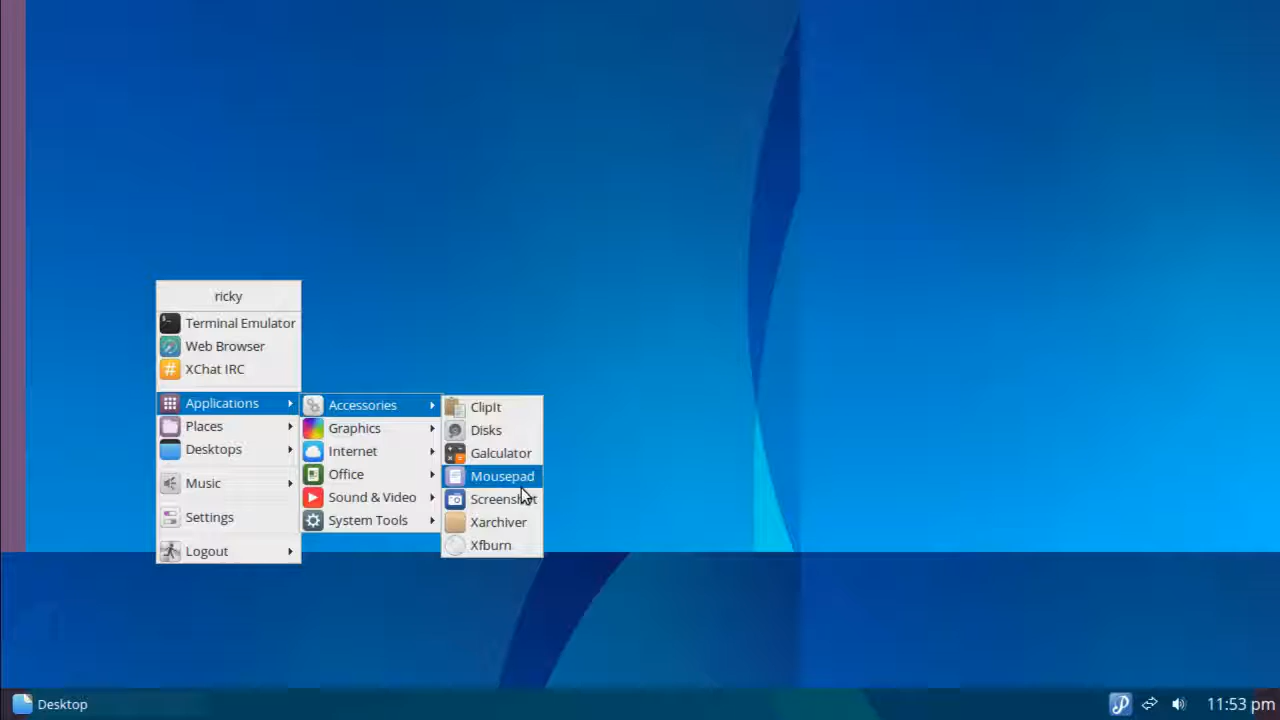 ricky
Terminal Emulator
Web Browser
XChat IRC
Applications
Places
Desktops
Music
Settings
Logout
Accessories
Graphics
Internet
Office
Sound & Video
System Tools
ClipIt
Disks
Galculator
Mousepad
Screenshot
Xarchiver
Xfburn
Desktop
11:53 pm